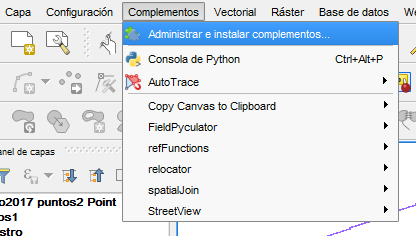 Capa Configuración Complementos Vectorial Ráster Base de datos
Administrar e instalar complementos...
Consola de Python Ctrl+Alt+P
AutoTrace
Copy Canvas to Clipboard
FieldPyculator
refFunctions
relocator
spatialJoin
StreetView
anel de capas
o2017 puntos2 Point
os1
stro